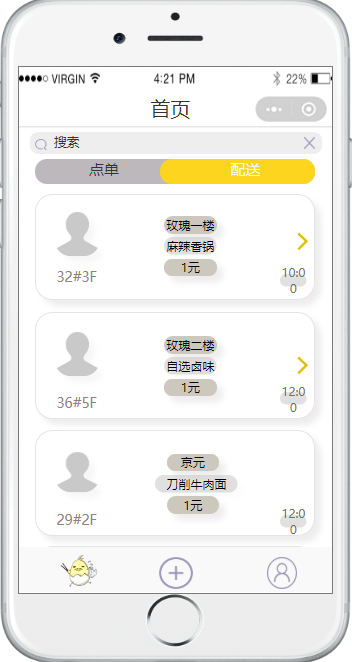 VIRGIN 4:21 PM 22%
首页
搜索
点单 配送
玫瑰一楼
麻辣香锅
1元
32#3F
10:0
0
玫瑰二楼
自选卤味
1元
36#5F
12:0
0
京元
刀削牛肉面
1元
29#2F
12:0
0